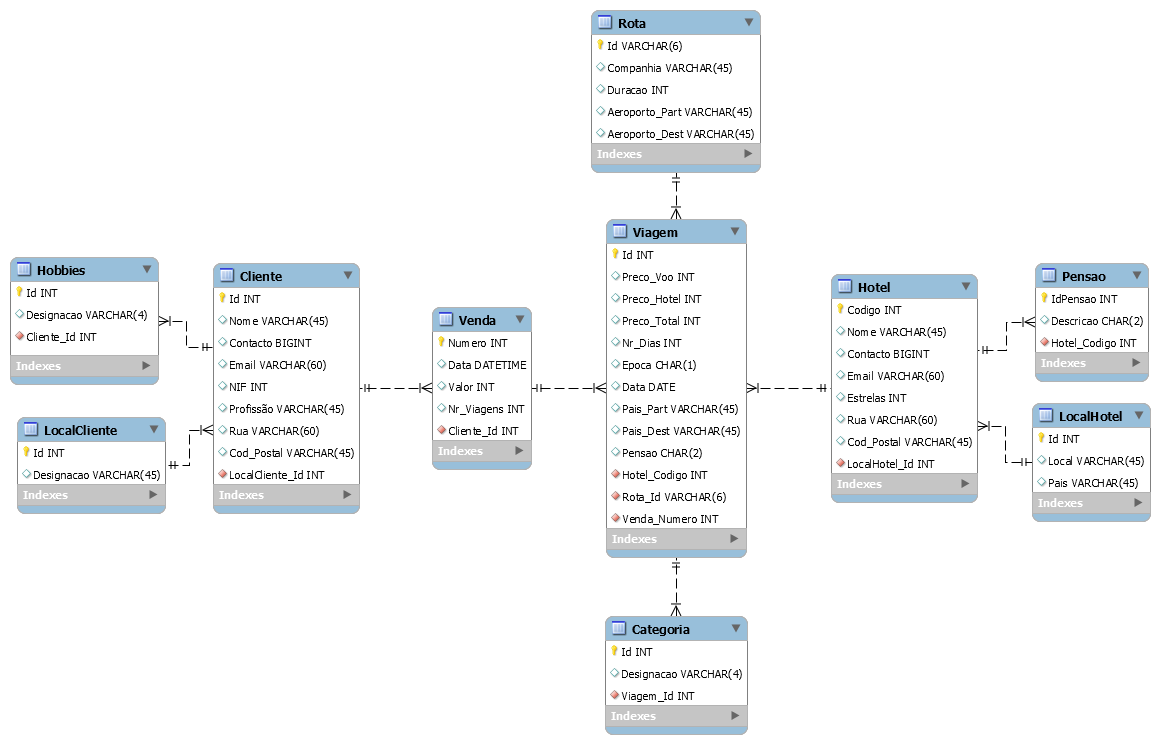 Rota
Id VARCHAR(6)
Companhia VARCHAR(45)
Duracao INT
Aeroporto_Part VARCHAR(45)
Aeroporto_Dest VARCHAR(45)
Indexes
Viagem
Id INT
Preco_Voo INT
Preco_Hotel INT
Preco_Total INT
Nr_Dias INT
Epoca CHAR(1)
Data DATE
Pais_Part VARCHAR(45)
Pais_Dest VARCHAR(45)
Pensao CHAR(2)
Hotel_Codigo INT
Rota_Id VARCHAR(6)
Venda_Numero INT
Indexes
Hobbies
Id INT
Designacao VARCHAR(4)
Cliente_Id INT
Indexes
LocalCliente
Id INT
Designacao VARCHAR(45)
Indexes
Cliente
Id INT
Nome VARCHAR(45)
Contacto BIGINT
Email VARCHAR(60)
NIF INT
Profissão VARCHAR(45)
Rua VARCHAR(60)
Cod_Postal VARCHAR(45)
LocalCliente_Id INT
Indexes
Venda
Numero INT
Data DATETIME
Valor INT
Nr_Viagens INT
Cliente_Id INT
Indexes
Hotel
Codigo INT
Nome VARCHAR(45)
Contacto BIGINT
Email VARCHAR(60)
Estrelas INT
Rua VARCHAR(60)
Cod_Postal VARCHAR(45)
LocalHotel_Id INT
Indexes
Pensao
IdPensao INT
Descricao CHAR(2)
Hotel_Codigo INT
Indexes
LocalHotel
Id INT
Local VARCHAR(45)
Pais VARCHAR(45)
Indexes
Categoria
Id INT
Designacao VARCHAR(4)
Viagem_Id INT
Indexes